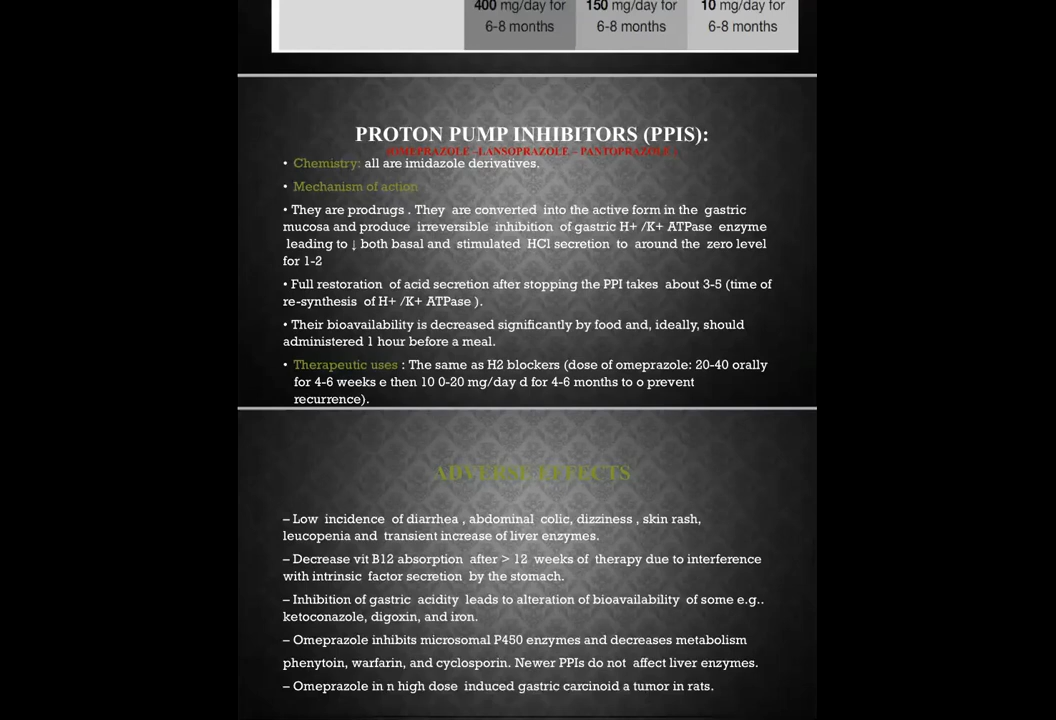 400 mg/day for 150 mg/day for 10 mg/day for
6-8 months 6-8 months 6-8 months
PROTON PUMP INHIBITORS (PPIS):
(OMEPRAZOLE –LANSOPRAZOLE – PANTOPRAZOLE )
• Chemistry: all are imidazole derivatives.
• Mechanism of action
• They are prodrugs . They are converted into the active form in the gastric
mucosa and produce irreversible inhibition of gastric H+ /K+ ATPase enzyme
leading to ↓ both basal and stimulated HCl secretion to around the zero level
for 1-2
• Full restoration of acid secretion after stopping the PPI takes about 3-5 (time of
re-synthesis of H+ /K+ ATPase ).
• Their bioavailability is decreased significantly by food and, ideally, should
administered 1 hour before a meal.
• Therapeutic uses : The same as H2 blockers (dose of omeprazole: 20-40 orally
for 4-6 weeks e then 10 0-20 mg/day d for 4-6 months to o prevent
recurrence).
ADVERSE EFFECTS
– Low incidence of diarrhea , abdominal colic, dizziness , skin rash,
leucopenia and transient increase of liver enzymes.
– Decrease vit B12 absorption after > 12 weeks of therapy due to interference
with intrinsic factor secretion by the stomach.
– Inhibition of gastric acidity leads to alteration of bioavailability of some e.g..
ketoconazole, digoxin, and iron.
– Omeprazole inhibits microsomal P450 enzymes and decreases metabolism
phenytoin, warfarin, and cyclosporin. Newer PPIs do not affect liver enzymes.
– Omeprazole in n high dose induced gastric carcinoid a tumor in rats.